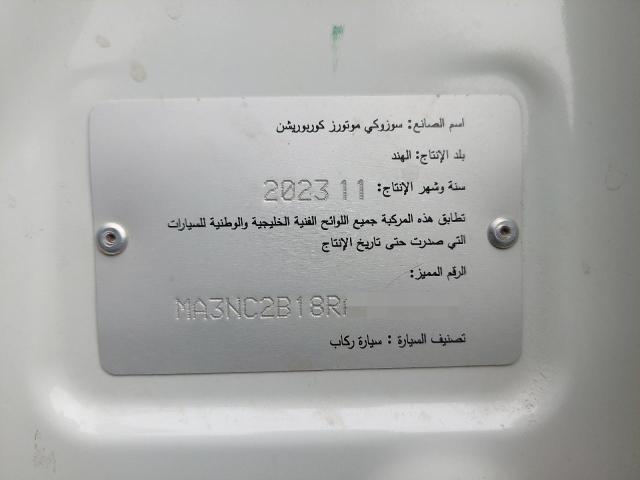 اسم الصانع: سوزوكي موتورز كوربوريشن
بلد الإنتاج: الهند
سنة وشهر الإنتاج: 2023 11
تطابق هذه المركبة جميع اللوائح الفنية الخليجية والوطنية للسيارات
التي صدرت حتى تاريخ الإنتاج
الرقم المميز:
MA3NC2B18R
تصنيف السيارة : سيارة ركاب